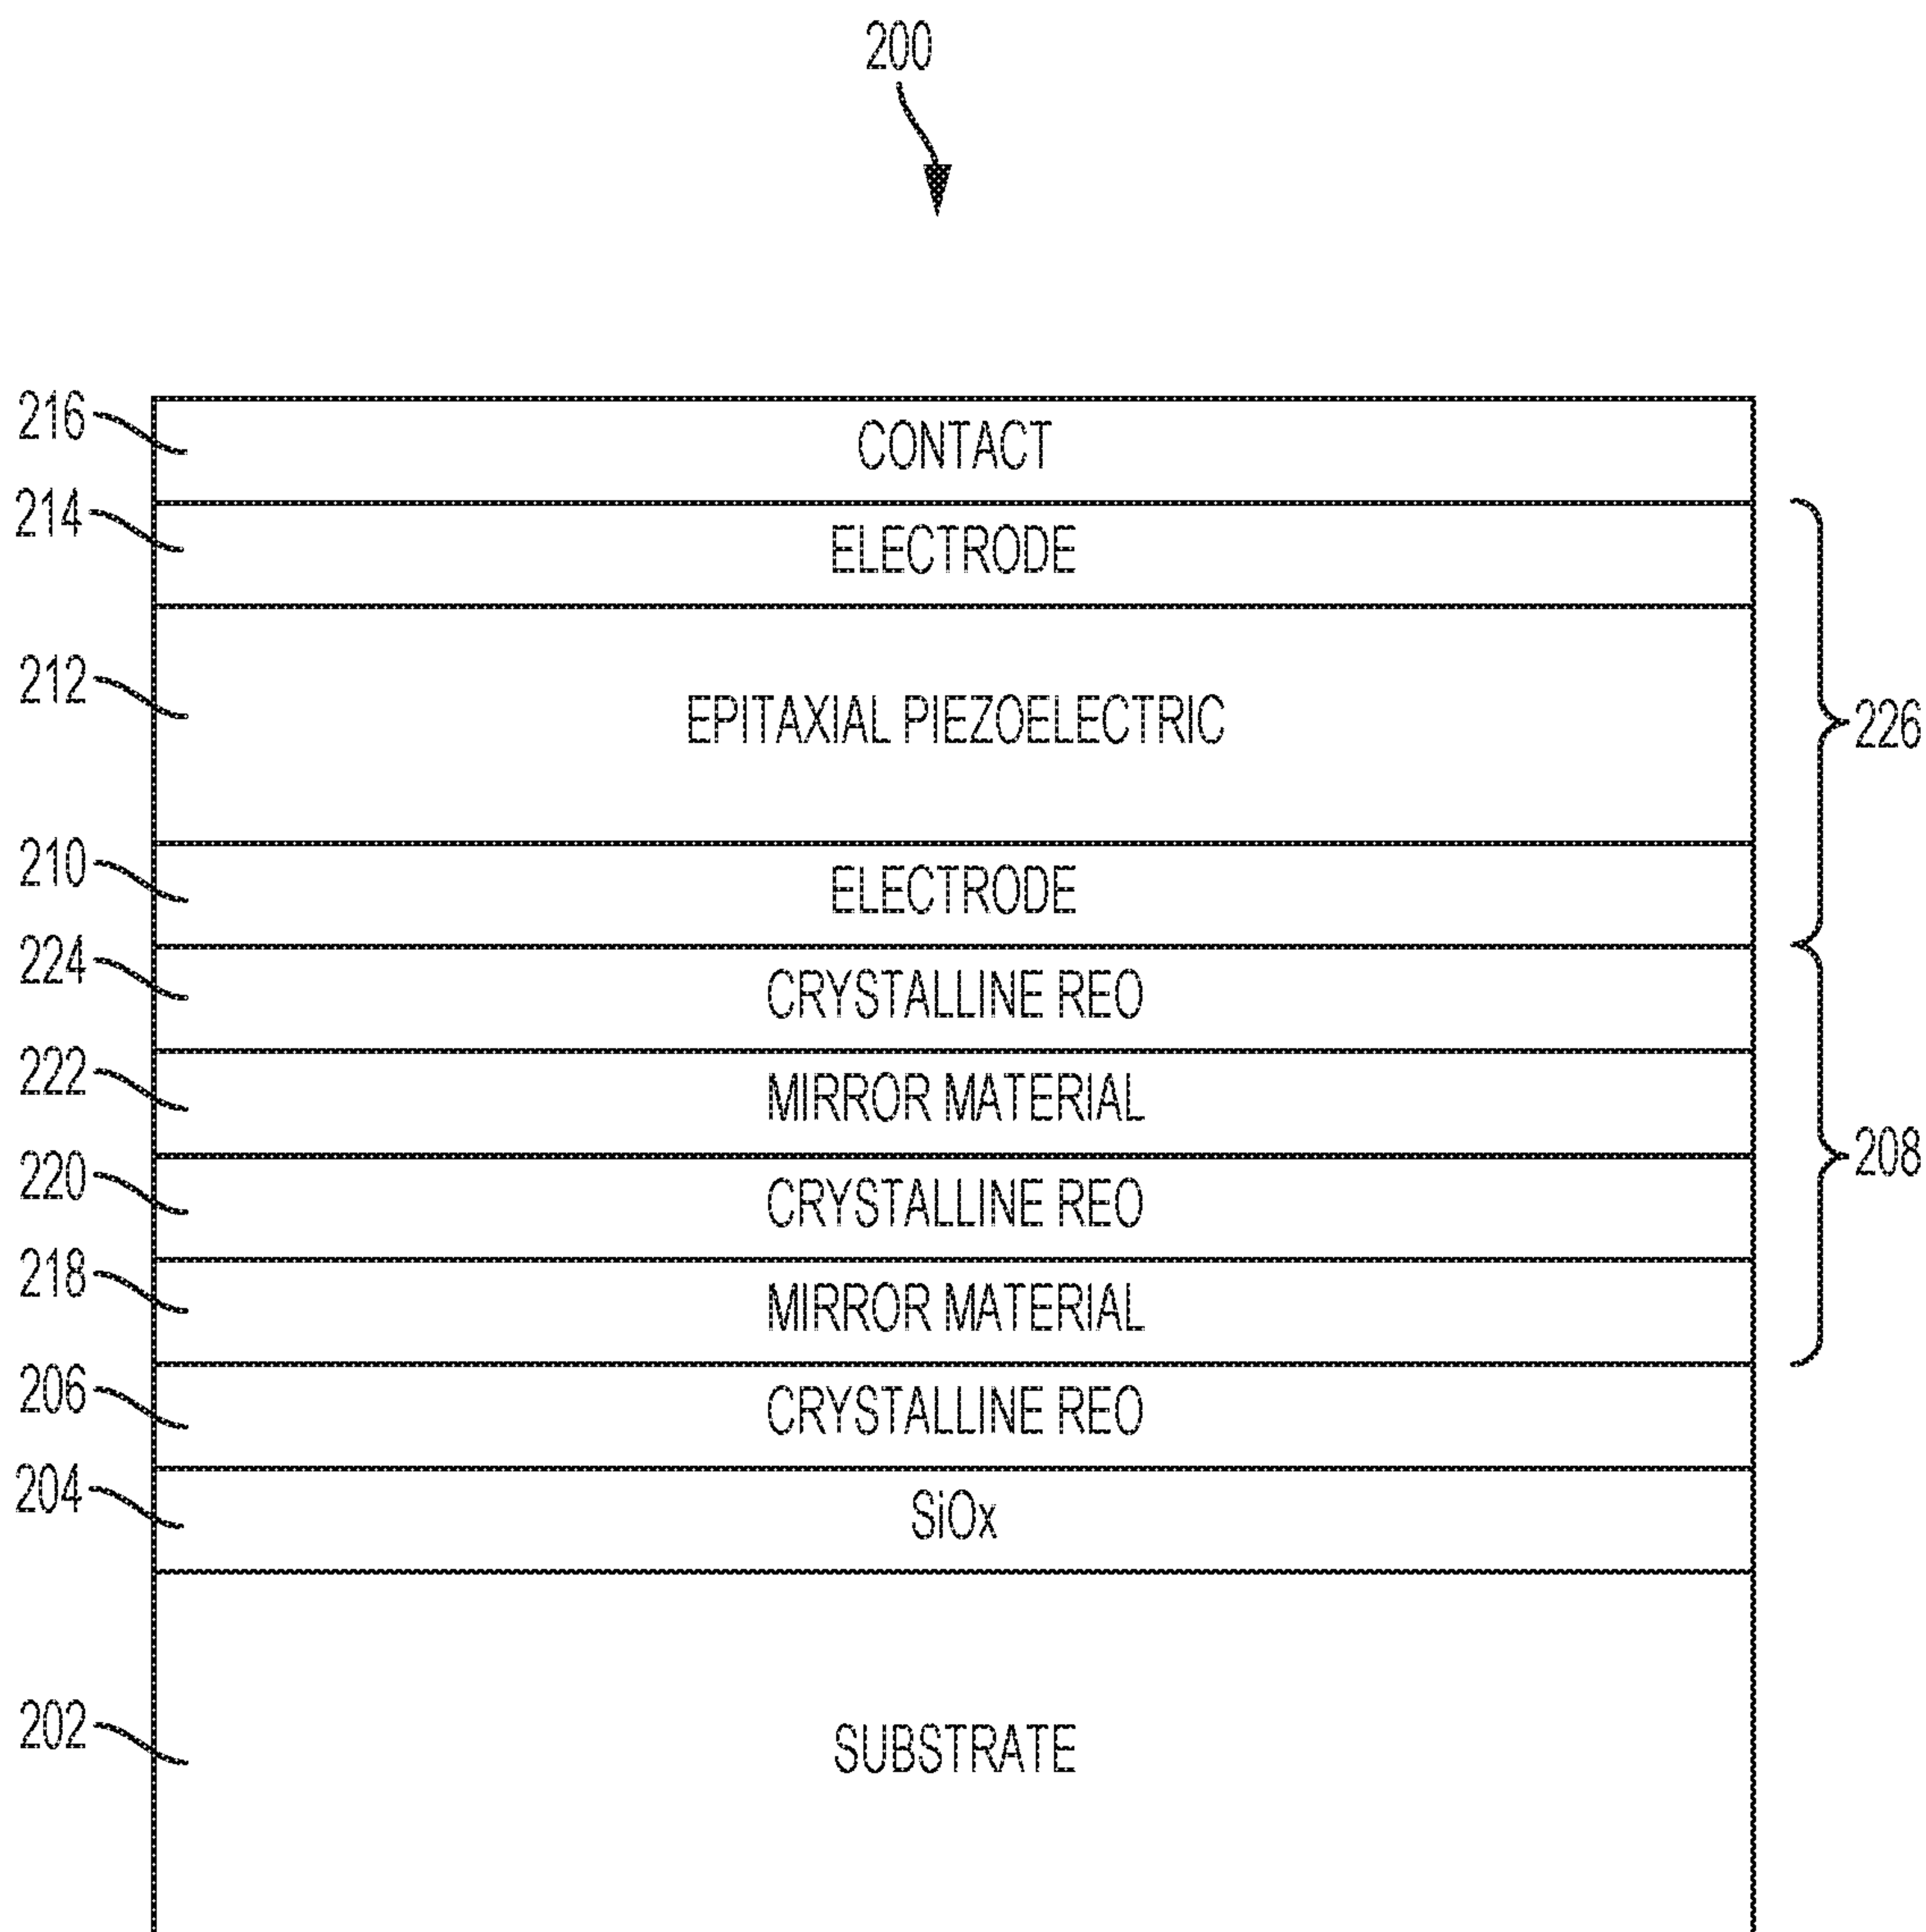 200
216
CONTACT
214
ELECTRODE
212
EPITAXIAL PIEZOELECTRIC
226
210
ELECTRODE
224
CRYSTALLINE REO
222
MIRROR MATERIAL
208
220
CRYSTALLINE REO
218
MIRROR MATERIAL
206
CRYSTALLINE REO
204
SiOx
202
SUBSTRATE